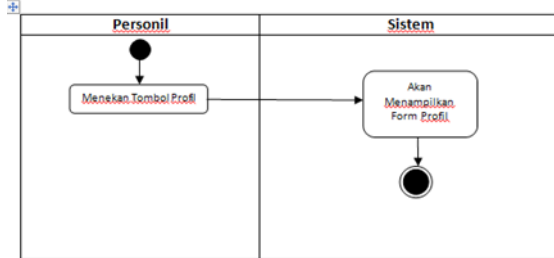 Personil
Sistem
Menekan Tombol Profil
Akan
Menampilkan
Form Profil